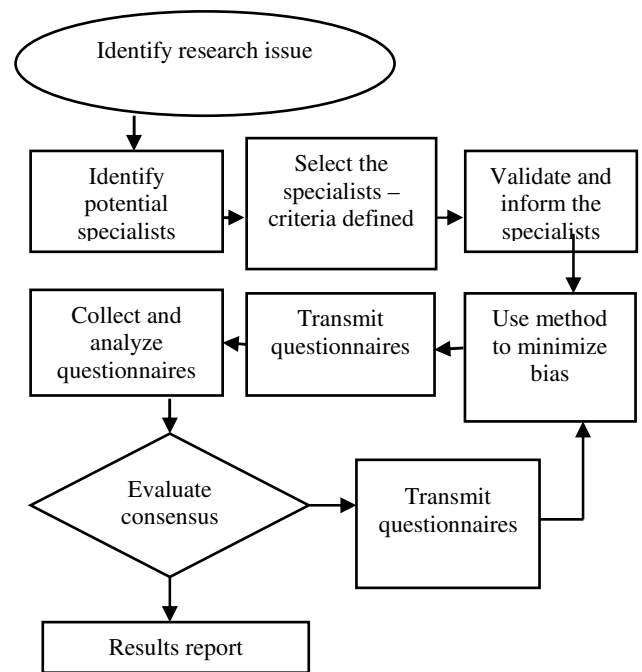 Identify research issue
Identify
potential
specialists
Select the
specialists –
criteria defined
Validate and
inform the
specialists
Use method
to minimize
bias
Transmit
questionnaires
Collect and
analyze
questionnaires
Evaluate
consensus
Transmit
questionnaires
Results report